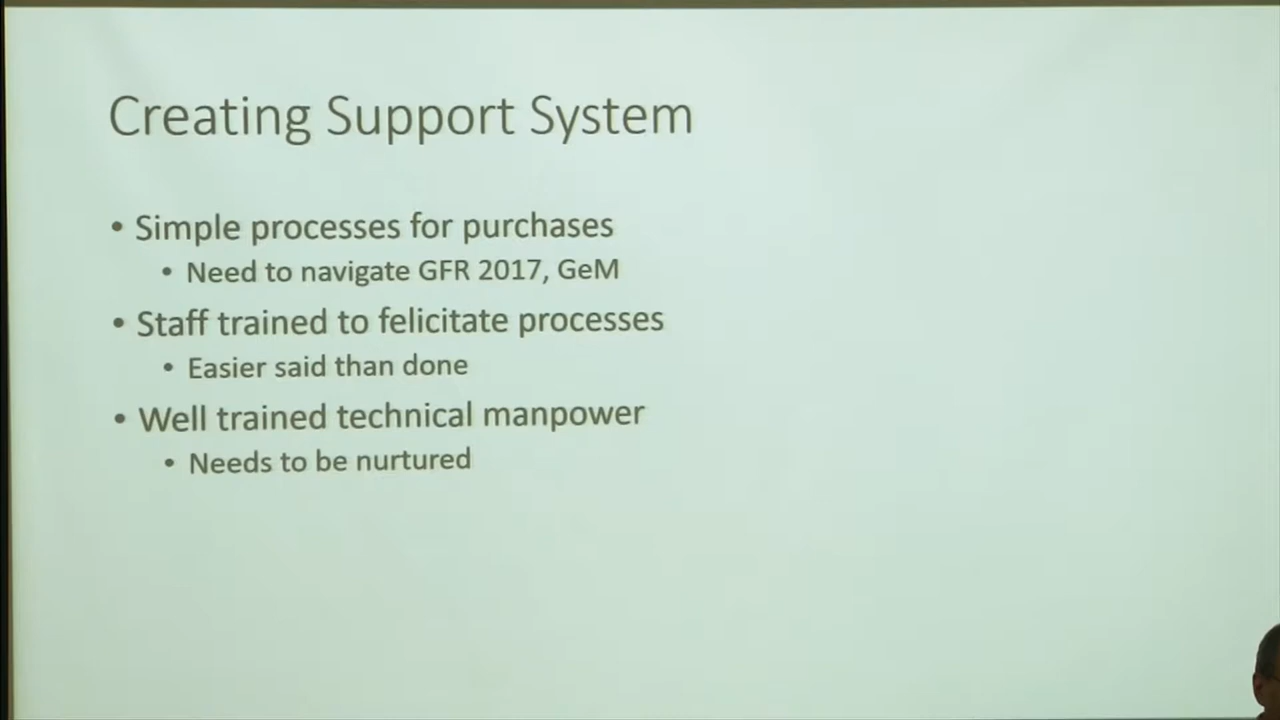 Creating Support System
• Simple processes for purchases
• Need to navigate GFR 2017, GeM
• Staff trained to felicitate processes
• Easier said than done
• Well trained technical manpower
• Needs to be nurtured